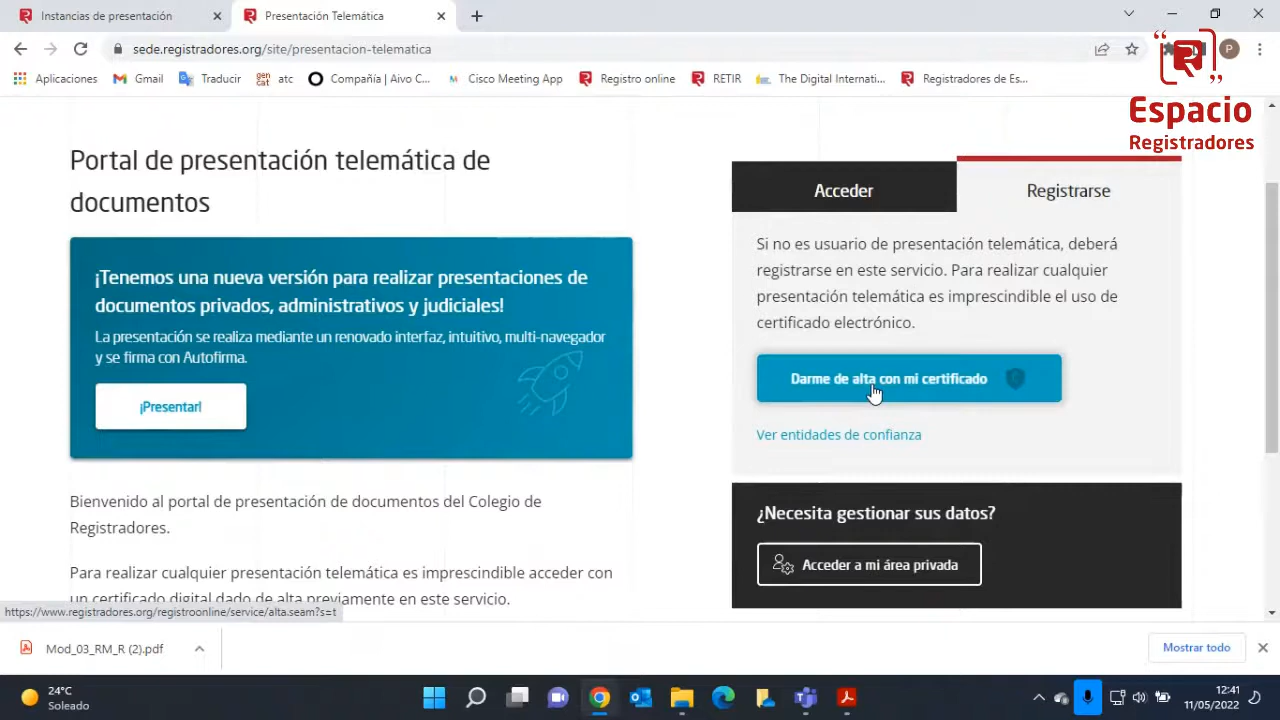 Instancias de presentación
Presentación Telemática
sede.registradores.org/site/presentacion-telematica
P
Aplicaciones
Gmail
Traducir
gen cat
atc
Compañía | Aivo C...
Cisco Meeting App
Registro online
RETIR
The Digital Internati...
Registradores de Es...
Espacio
Registradores
Portal de presentación telemática de
documentos
¡Tenemos una nueva versión para realizar presentaciones de
documentos privados, administrativos y judiciales!
La presentación se realiza mediante un renovado interfaz, intuitivo, multi-navegador
y se firma con Autofirma.
¡Presentar!
Bienvenido al portal de presentación de documentos del Colegio de
Registradores.
Para realizar cualquier presentación telemática es imprescindible acceder con
un certificado digital dado de alta previamente en este servicio.
Acceder
Registrarse
Si no es usuario de presentación telemática, deberá
registrarse en este servicio. Para realizar cualquier
presentación telemática es imprescindible el uso de
certificado electrónico.
Darme de alta con mi certificado
Ver entidades de confianza
¿Necesita gestionar sus datos?
Acceder a mi área privada
https://www.registradores.org/registroonline/service/alta.seam?s=t
Mod_03_RM_R (2).pdf
Mostrar todo
24°C
Soleado
12:41
11/05/2022